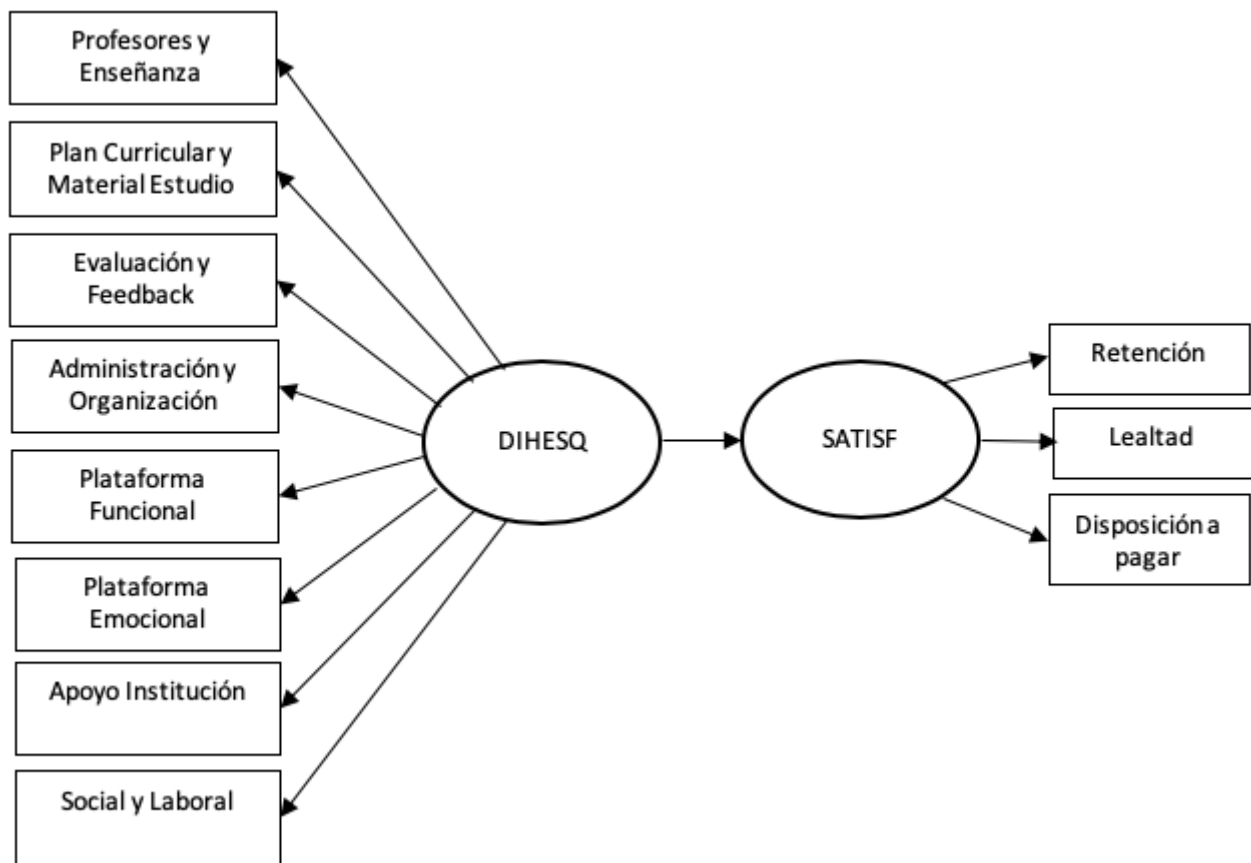 Profesores y
Enseñanza
Plan Curricular y
Material Estudio
Evaluación y
Feedback
Administración y
Organización
Plataforma
Funcional
Plataforma
Emocional
Apoyo Institución
Social y Laboral
DIHESQ
SATISF
Retención
Lealtad
Disposición a
pagar